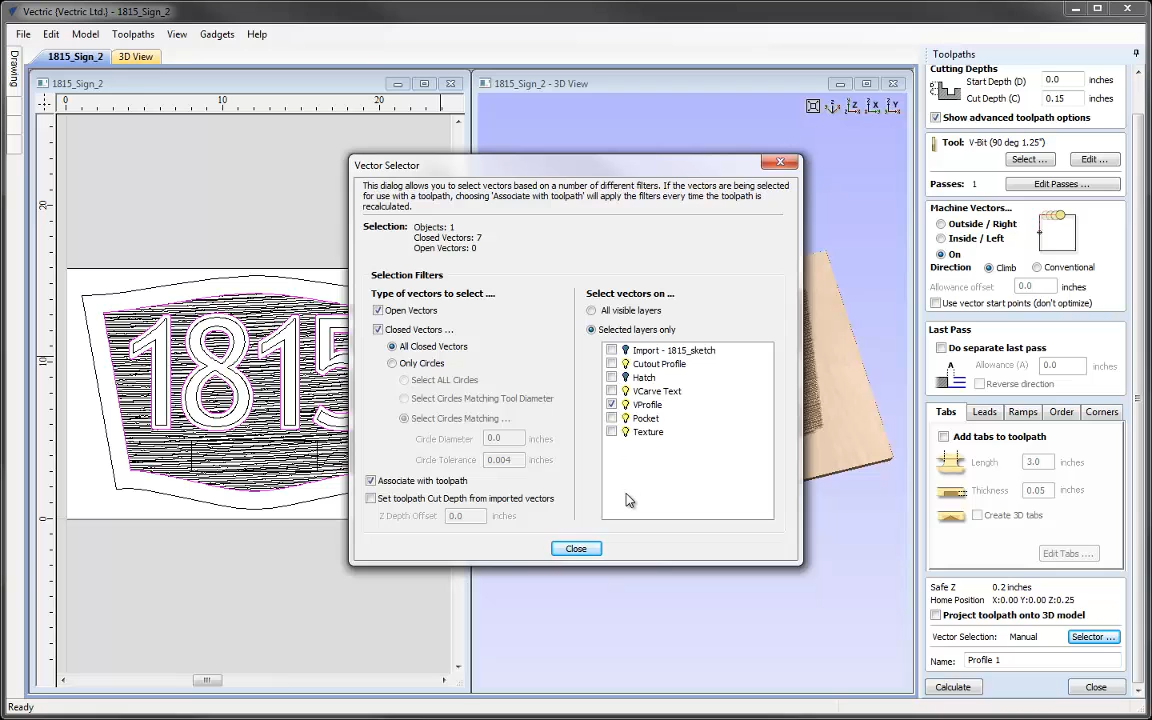 Vectric {Vectric Ltd.} - 1815_Sign_2
File Edit Model Toolpaths View Gadgets Help
1815_Sign_2 3D View
Drawing
1815_Sign_2
0 10 20
20
10
0
1815
1815_Sign_2 - 3D View
Z X Y
Vector Selector
This dialog allows you to select vectors based on a number of different filters. If the vectors are being selected
for use with a toolpath, choosing 'Associate with toolpath' will apply the filters every time the toolpath is
recalculated.
Selection: Objects: 1
Closed Vectors: 7
Open Vectors: 0
Selection Filters
Type of vectors to select ....
Open Vectors
Closed Vectors ...
All Closed Vectors
Only Circles
Select ALL Circles
Select Circles Matching Tool Diameter
Select Circles Matching ...
Circle Diameter 0.0 inches
Circle Tolerance 0.004 inches
Associate with toolpath
Set toolpath Cut Depth from imported vectors
Z Depth Offset 0.0 inches
Select vectors on ...
All visible layers
Selected layers only
Import - 1815_sketch
Cutout Profile
Hatch
VCarve Text
VProfile
Pocket
Texture
Close
Toolpaths
Cutting Depths
Start Depth (D) 0.0 inches
Cut Depth (C) 0.15 inches
Show advanced toolpath options
Tool: V-Bit (90 deg 1.25")
Select ... Edit ...
Passes: 1 Edit Passes ...
Machine Vectors...
Outside / Right
Inside / Left
On
Direction Climb Conventional
Allowance offset 0.0 inches
Use vector start points (don't optimize)
Last Pass
Do separate last pass
Allowance (A) 0.0 inches
Reverse direction
Tabs Leads Ramps Order Corners
Add tabs to toolpath
Length 3.0 inches
Thickness 0.05 inches
Create 3D tabs
Edit Tabs ....
Safe Z 0.2 inches
Home Position X:0.00 Y:0.00 Z:0.25
Project toolpath onto 3D model
Vector Selection: Manual Selector ...
Name: Profile 1
Calculate Close
Ready